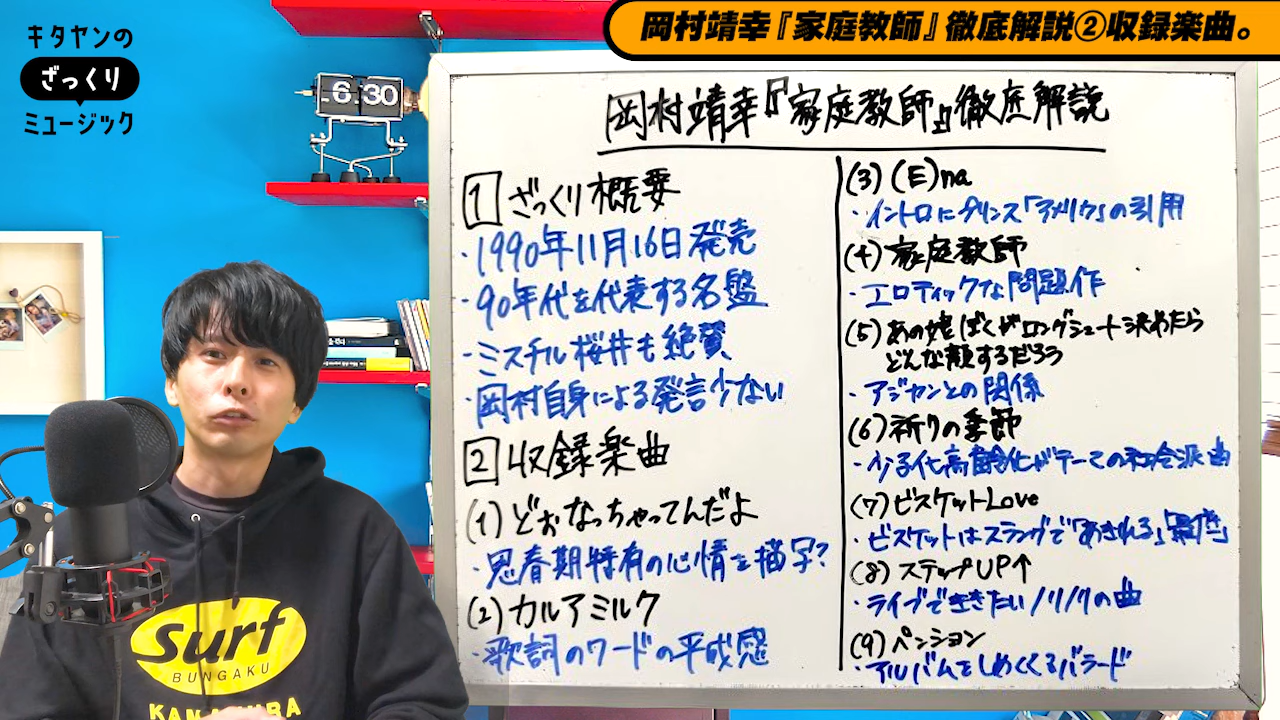 岡村靖幸『家庭教師』徹底解説②収録楽曲。
キタヤンの
ざっくり
ミュージック
6 30
岡村靖幸『家庭教師』徹底解説
1 ざっくり概要
・1990年11月16日発売
・90年代を代表する名盤
・ミスチル桜井も絶賛
・岡村自身による発言少ない
2 収録楽曲
(1) どぉなっちゃってんだよ
・思春期特有の心情を描写?
(2) カルアミルク
・歌詞のワードの平成感
(3) (E)na
・イントロにプリンス「アメリカ」の引用
(4) 家庭教師
・エロティックな問題作
(5) あの娘ぼくがロングシュート決めたら
どんな顔するだろう
・アジカンとの関係
(6) 祈りの季節
・少子化高齢化がテーマの社会派曲
(7) ビスケットLove
・ビスケットはスラングで「あきれる」
(8) ステップUP↑
・ライブで聴きたいノリノリの曲
(9) ペンション
・アルバムをしめくくるバラード
Surf
BUNGAKU
KAMAKURA